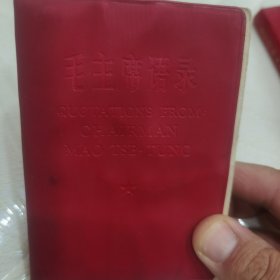 毛主席语录
QUOTATIONS FROM
CHAIRMAN
MAO TSE-TUNG